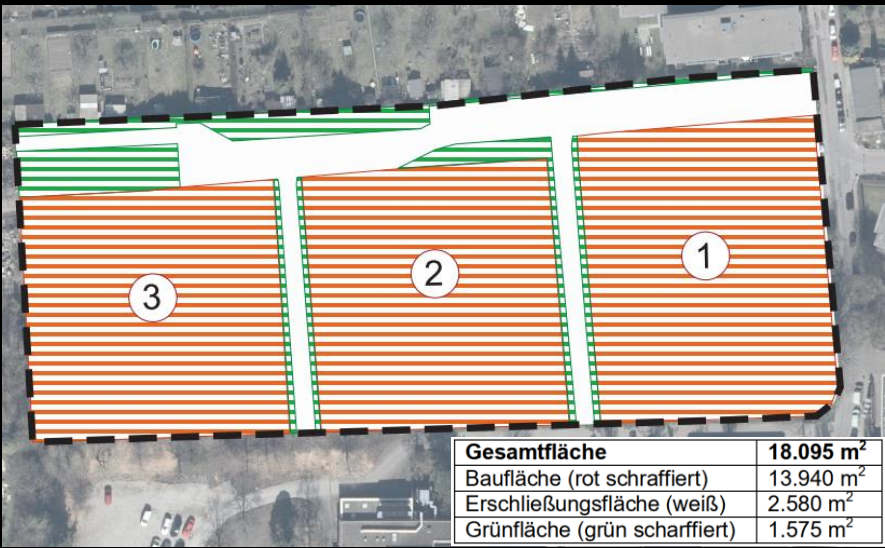 1
2
3
Gesamtfläche 18.095 m²
Baufläche (rot schraffiert) 13.940 m²
Erschließungsfläche (weiß) 2.580 m²
Grünfläche (grün scharffiert) 1.575 m²